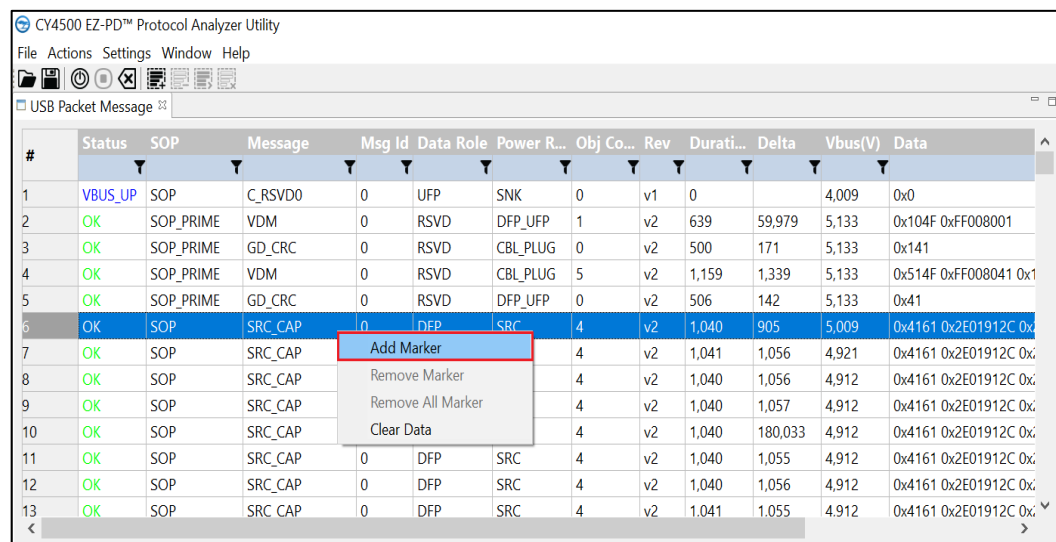 CY4500 EZ-PD™ Protocol Analyzer Utility
File Actions Settings Window Help
USB Packet Message
# Status SOP Message Msg Id Data Role Power R... Obj Co... Rev Durati... Delta Vbus(V) Data
1 VBUS_UP SOP C_RSVD0 0 UFP SNK 0 v1 0 4,009 0x0
2 OK SOP_PRIME VDM 0 RSVD DFP_UFP 1 v2 639 59,979 5,133 0x104F 0xFF008001
3 OK SOP_PRIME GD_CRC 0 RSVD CBL_PLUG 0 v2 500 171 5,133 0x141
4 OK SOP_PRIME VDM 0 RSVD CBL_PLUG 5 v2 1,159 1,339 5,133 0x514F 0xFF008041 0x1
5 OK SOP_PRIME GD_CRC 0 RSVD DFP_UFP 0 v2 506 142 5,133 0x41
6 OK SOP SRC_CAP 0 DFP SRC 4 v2 1,040 905 5,009 0x4161 0x2E01912C 0x
7 OK SOP SRC_CAP Add Marker 4 v2 1,041 1,056 4,921 0x4161 0x2E01912C 0x
8 OK SOP SRC_CAP Remove Marker 4 v2 1,040 1,056 4,912 0x4161 0x2E01912C 0x
9 OK SOP SRC_CAP Remove All Marker 4 v2 1,040 1,057 4,912 0x4161 0x2E01912C 0x
10 OK SOP SRC_CAP Clear Data 4 v2 1,040 180,033 4,912 0x4161 0x2E01912C 0x
11 OK SOP SRC_CAP 0 DFP SRC 4 v2 1,040 1,055 4,912 0x4161 0x2E01912C 0x
12 OK SOP SRC_CAP 0 DFP SRC 4 v2 1,040 1,056 4,912 0x4161 0x2E01912C 0x
13 OK SOP SRC_CAP 0 DFP SRC 4 v2 1,041 1,055 4,912 0x4161 0x2E01912C 0x